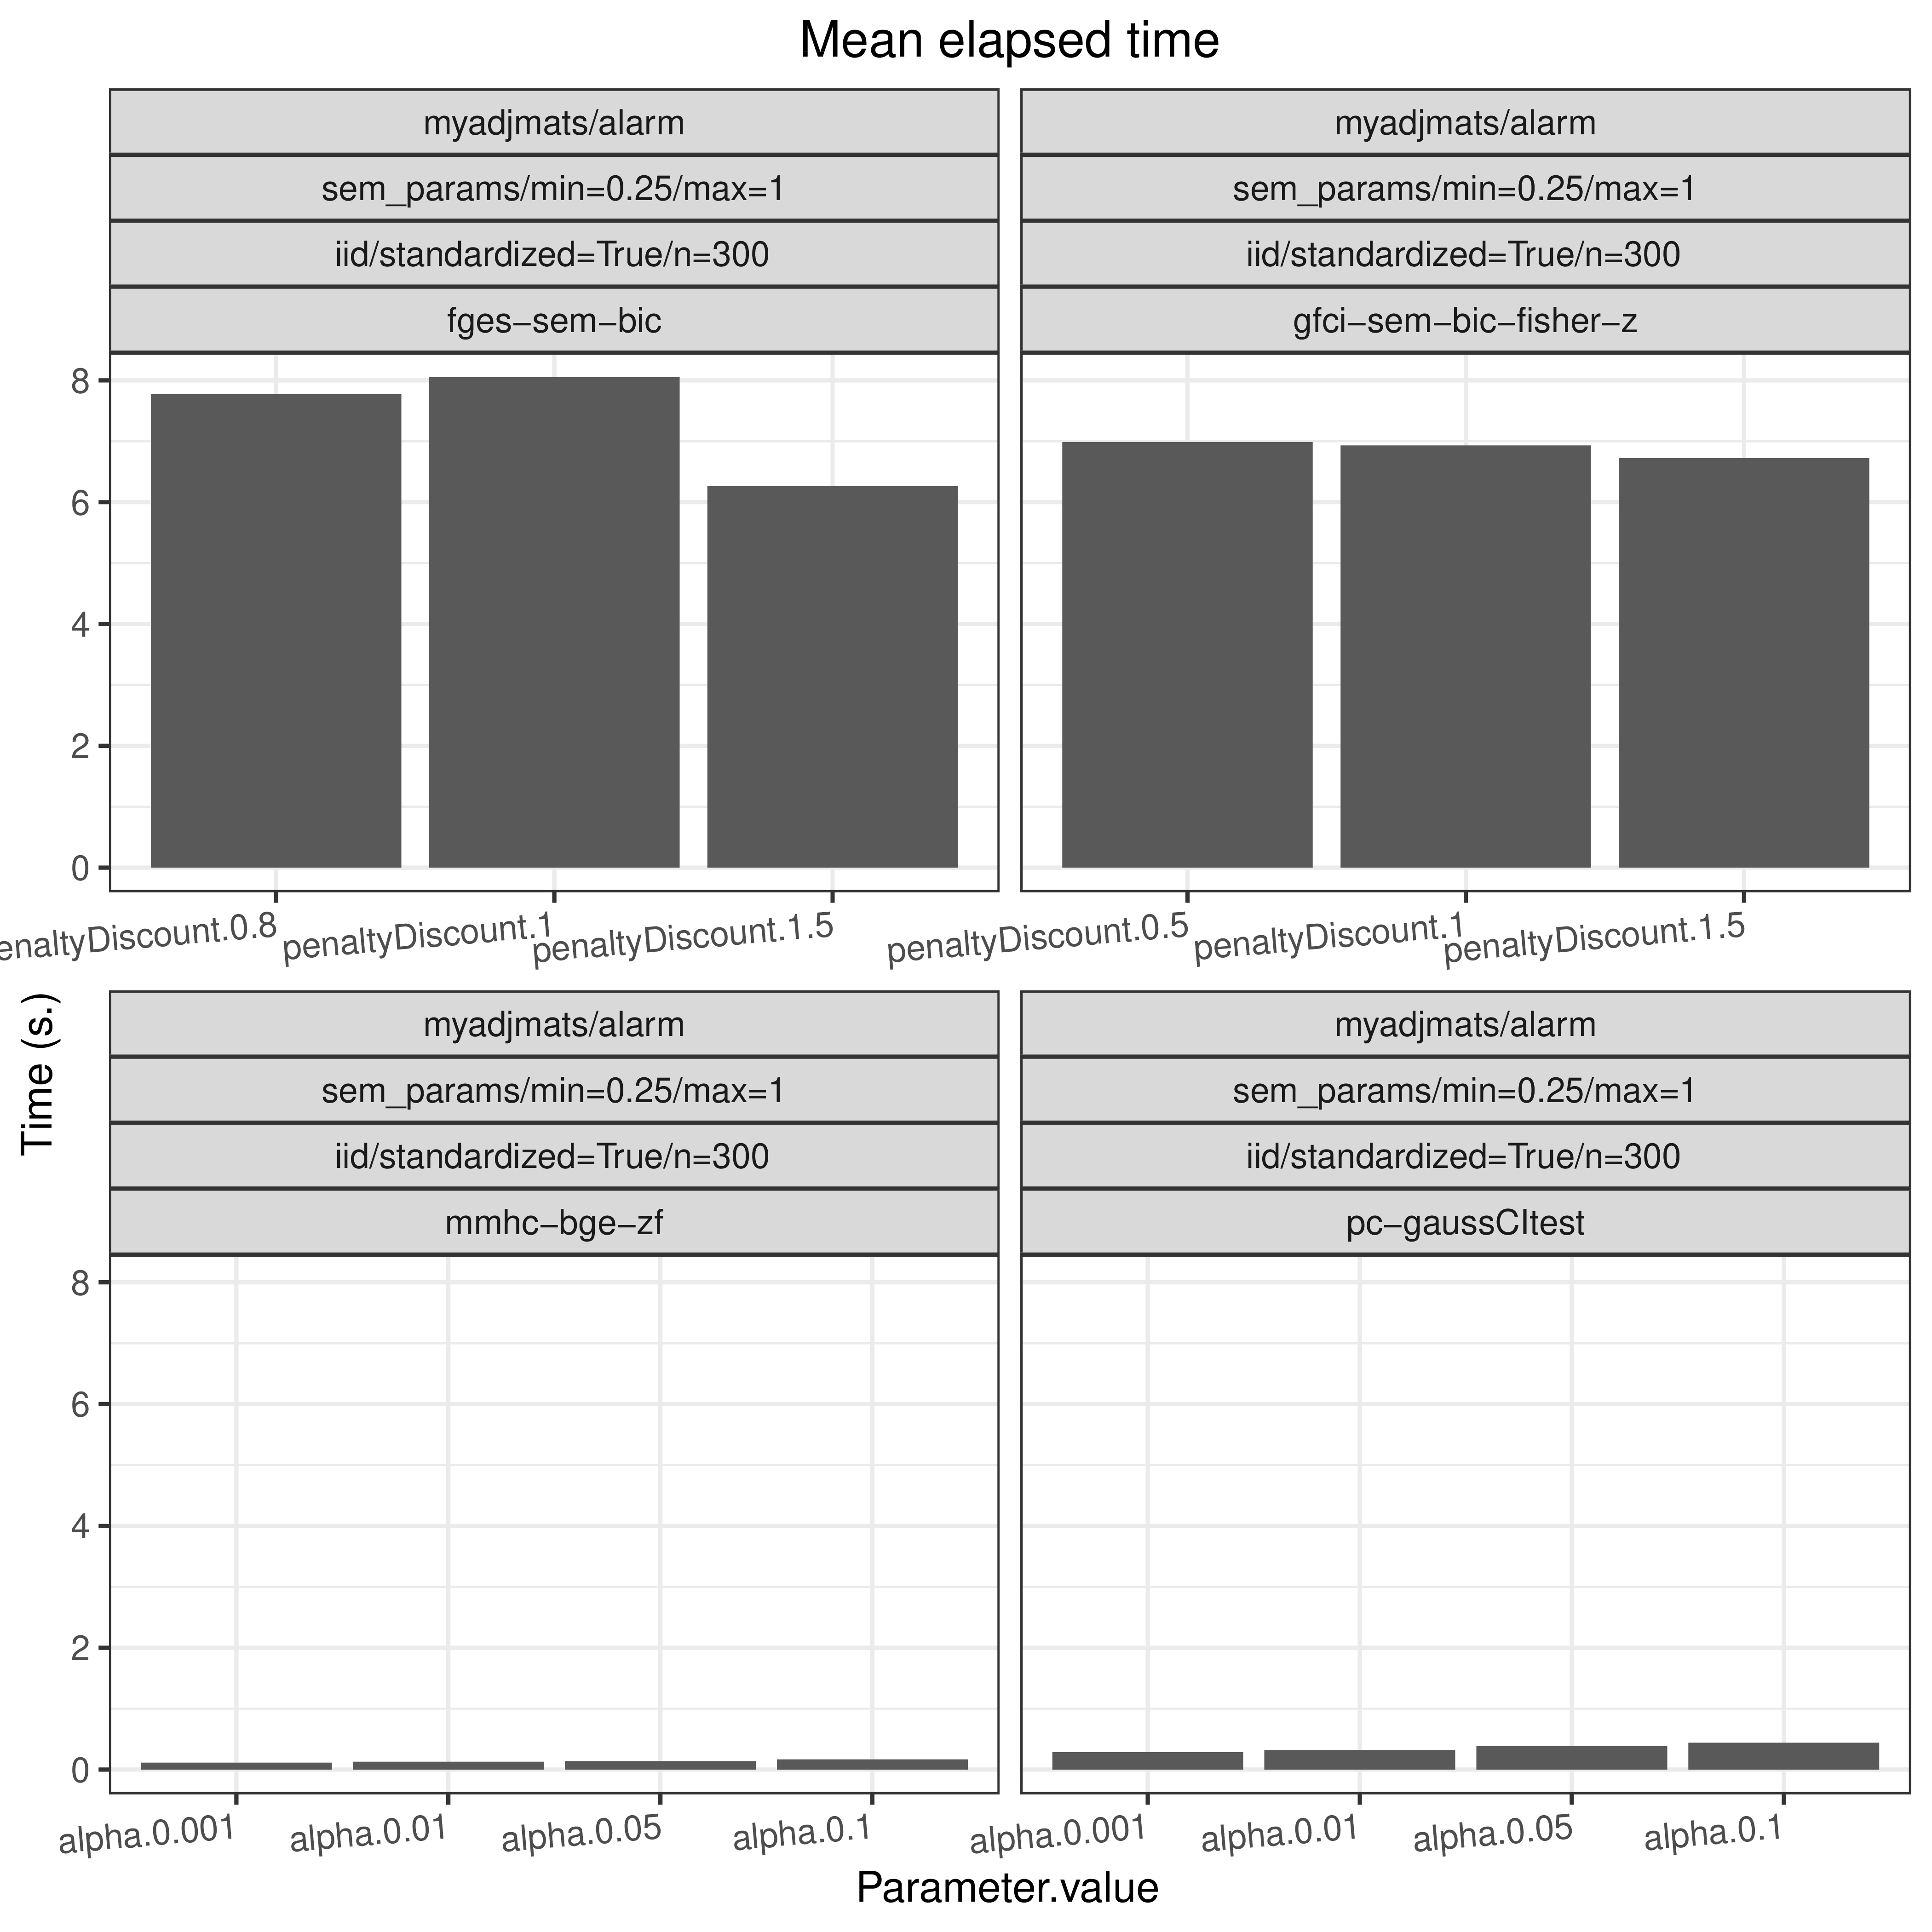 Mean elapsed time
myadjmats/alarm
sem_params/min=0.25/max=1
iid/standardized=True/n=300
fges−sem−bic
myadjmats/alarm
sem_params/min=0.25/max=1
iid/standardized=True/n=300
gfci−sem−bic−fisher−z
8
6
4
2
0
enaltyDiscount.0.8
penaltyDiscount.1
penaltyDiscount.1.5
penaltyDiscount.0.5
penaltyDiscount.1
penaltyDiscount.1.5
Time (s.)
myadjmats/alarm
sem_params/min=0.25/max=1
iid/standardized=True/n=300
mmhc−bge−zf
myadjmats/alarm
sem_params/min=0.25/max=1
iid/standardized=True/n=300
pc−gaussCItest
8
6
4
2
0
alpha.0.001
alpha.0.01
alpha.0.05
alpha.0.1
alpha.0.001
alpha.0.01
alpha.0.05
alpha.0.1
Parameter.value